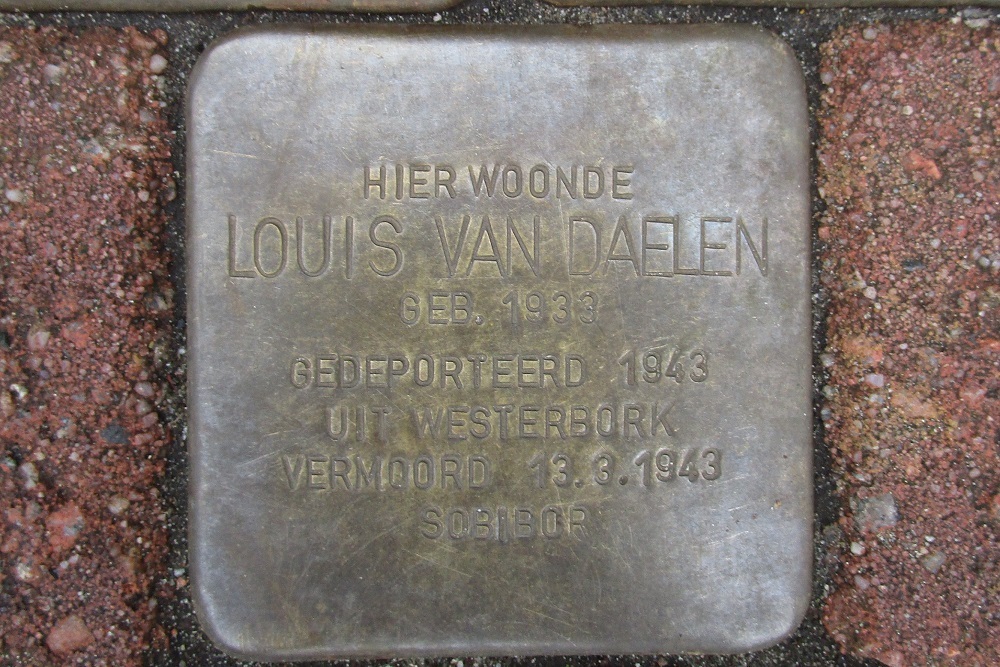 HIER WOONDE
LOUIS VAN DAELEN
GEB. 1933
GEDEPORTEERD 1943
UIT WESTERBORK
VERMOORD 13.3.1943
SOBIBOR